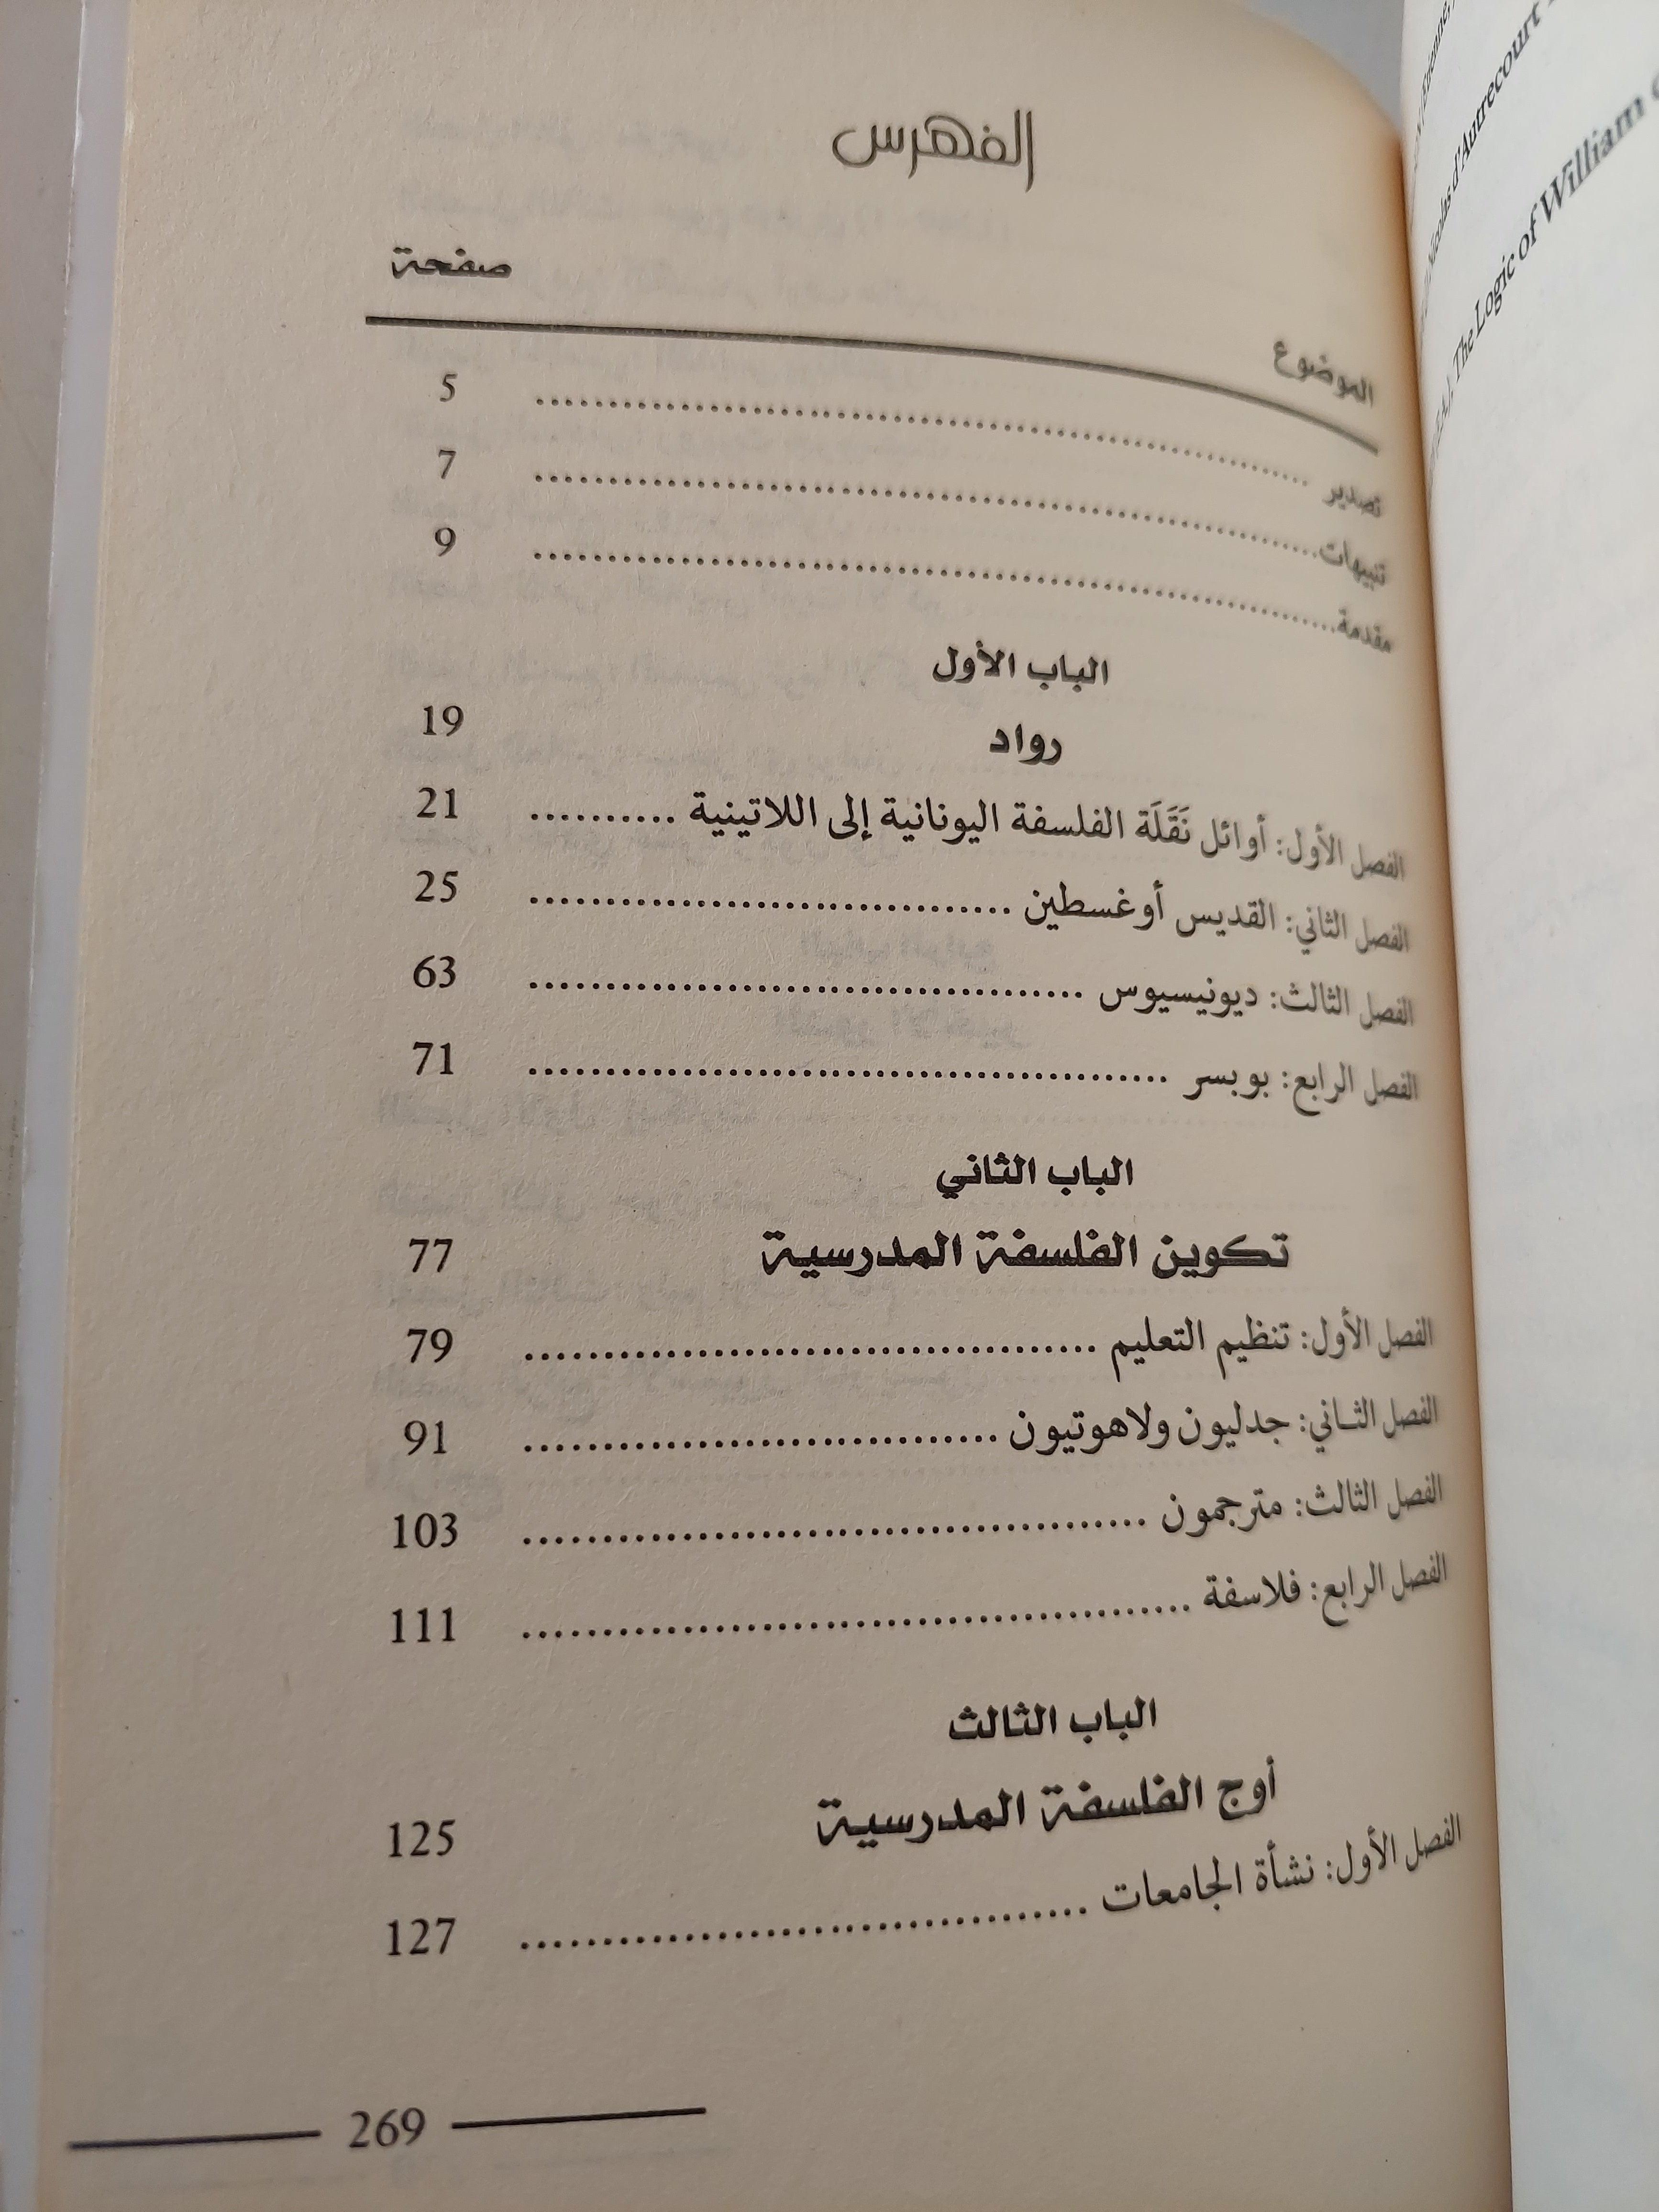 الفهرس
الموضوع صفحة
تصدير .......... 5
تنبيهات .......... 7
مقدمة .......... 9
الباب الأول
رواد 19
الفصل الأول: أوائل نَقَلَة الفلسفة اليونانية إلى اللاتينية .......... 21
الفصل الثاني: القديس أوغسطين .......... 25
الفصل الثالث: ديونيسيوس .......... 63
الفصل الرابع: بوبسر .......... 71
الباب الثاني
تكوين الفلسفة المدرسية 77
الفصل الأول: تنظيم التعليم .......... 79
الفصل الثاني: جدليون ولاهوتيون .......... 91
الفصل الثالث: مترجمون .......... 103
الفصل الرابع: فلاسفة .......... 111
الباب الثالث
أوج الفلسفة المدرسية 125
الفصل الأول: نشأة الجامعات .......... 127
269
Nicolas d'Autrecourt
The Logic of William